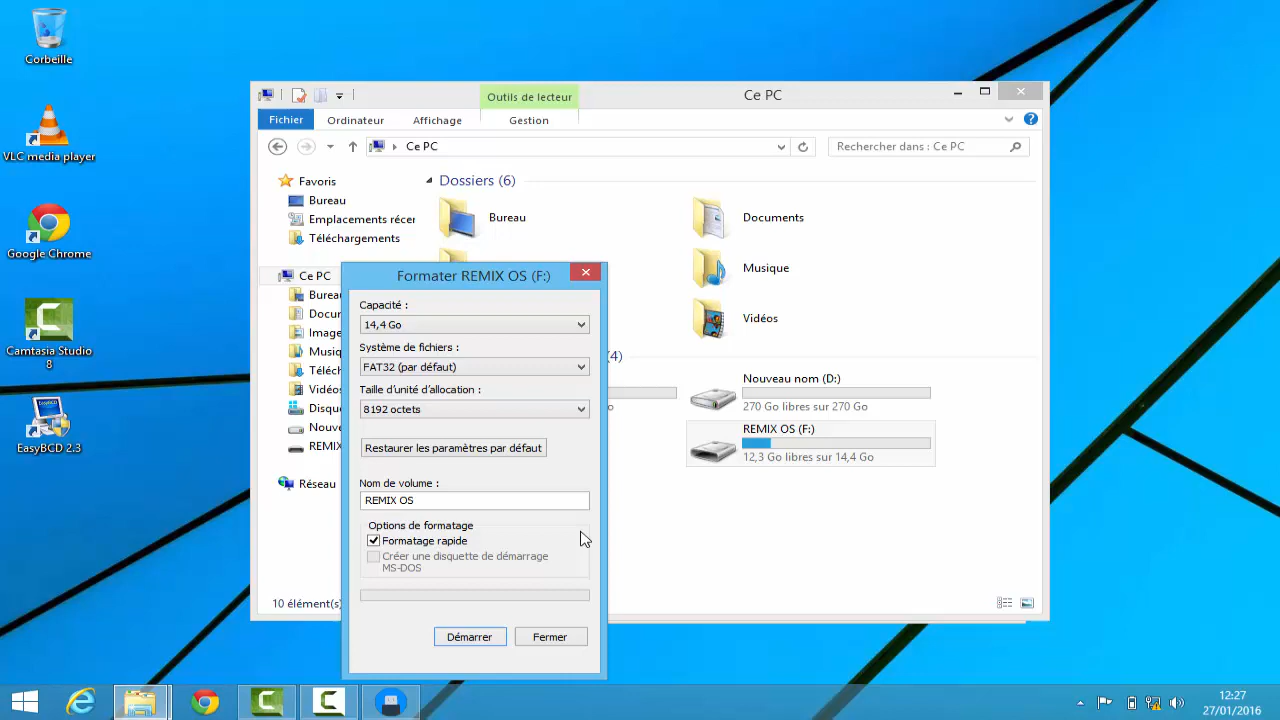 Corbeille
VLC media player
Google Chrome
Camtasia Studio
8
EasyBCD 2.3
Outils de lecteur
Ce PC
Fichier
Ordinateur
Affichage
Gestion
Ce PC
Rechercher dans : Ce PC
Favoris
Bureau
Emplacements récer
Téléchargements
Ce PC
Burea
Docur
Image
Musiq
Téléch
Vidéos
Disqu
Nouve
REMIX
Réseau
Dossiers (6)
Bureau
Documents
Musique
Vidéos
(4)
o
Nouveau nom (D:)
270 Go libres sur 270 Go
REMIX OS (F:)
12,3 Go libres sur 14,4 Go
10 élément(s
Formater REMIX OS (F:)
Capacité :
14,4 Go
Système de fichiers :
FAT32 (par défaut)
Taille d'unité d'allocation :
8192 octets
Restaurer les paramètres par défaut
Nom de volume :
REMIX OS
Options de formatage
Formatage rapide
Créer une disquette de démarrage
MS-DOS
Démarrer
Fermer
12:27
27/01/2016